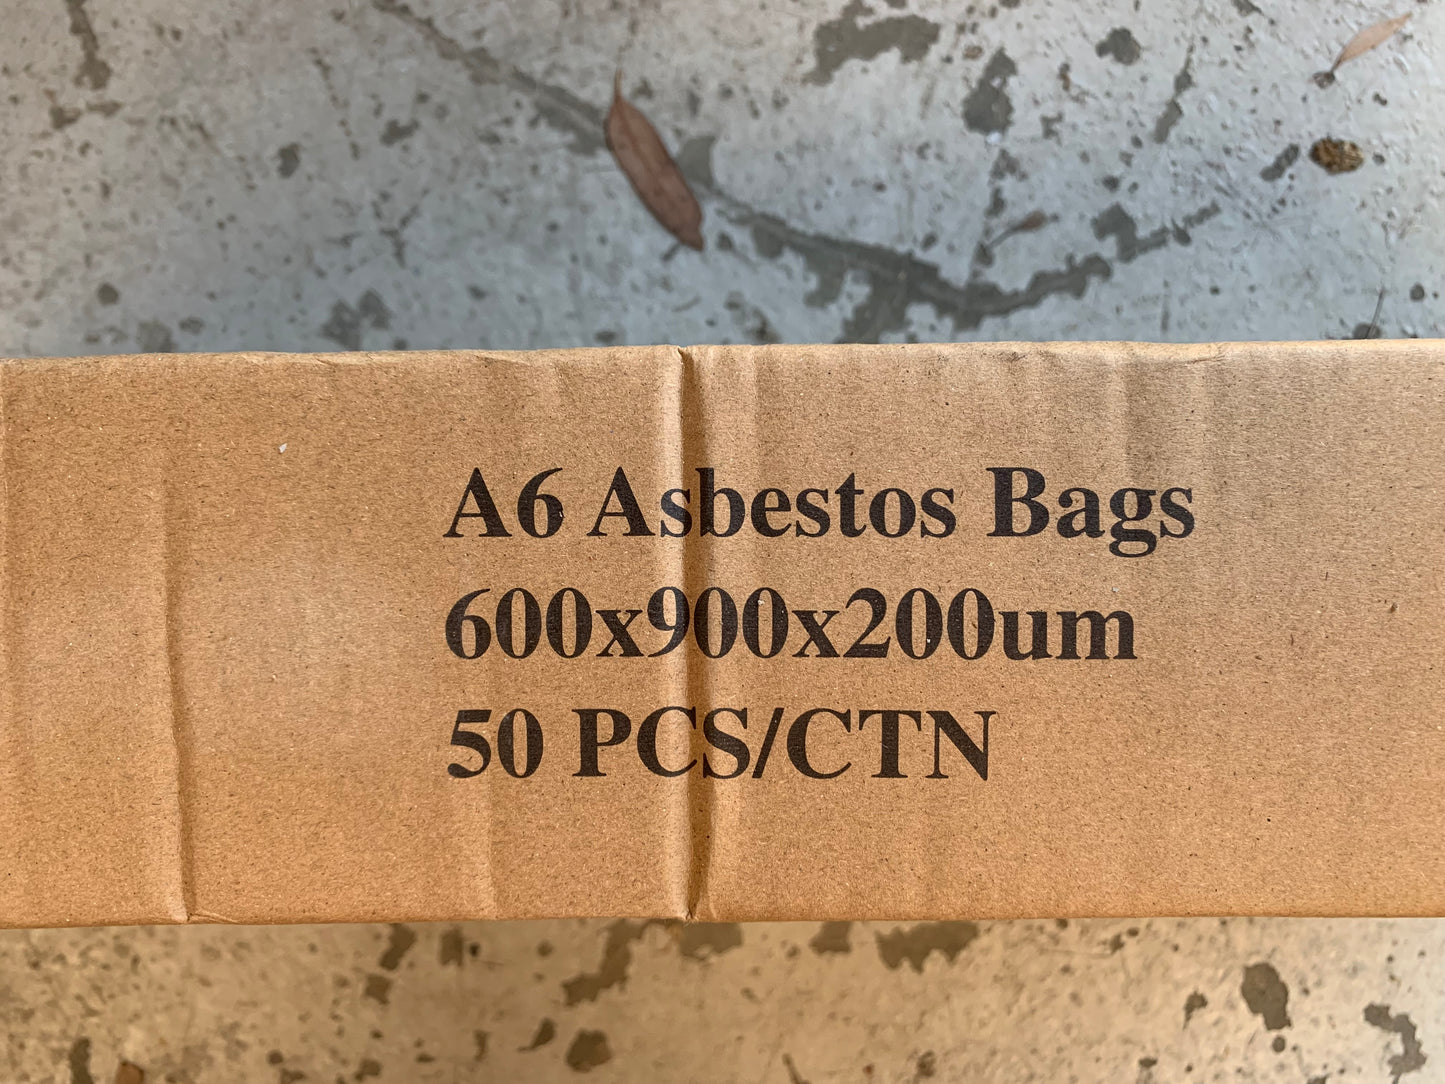 A6 Asbestos Bags
600x900x200um
50 PCS/CTN